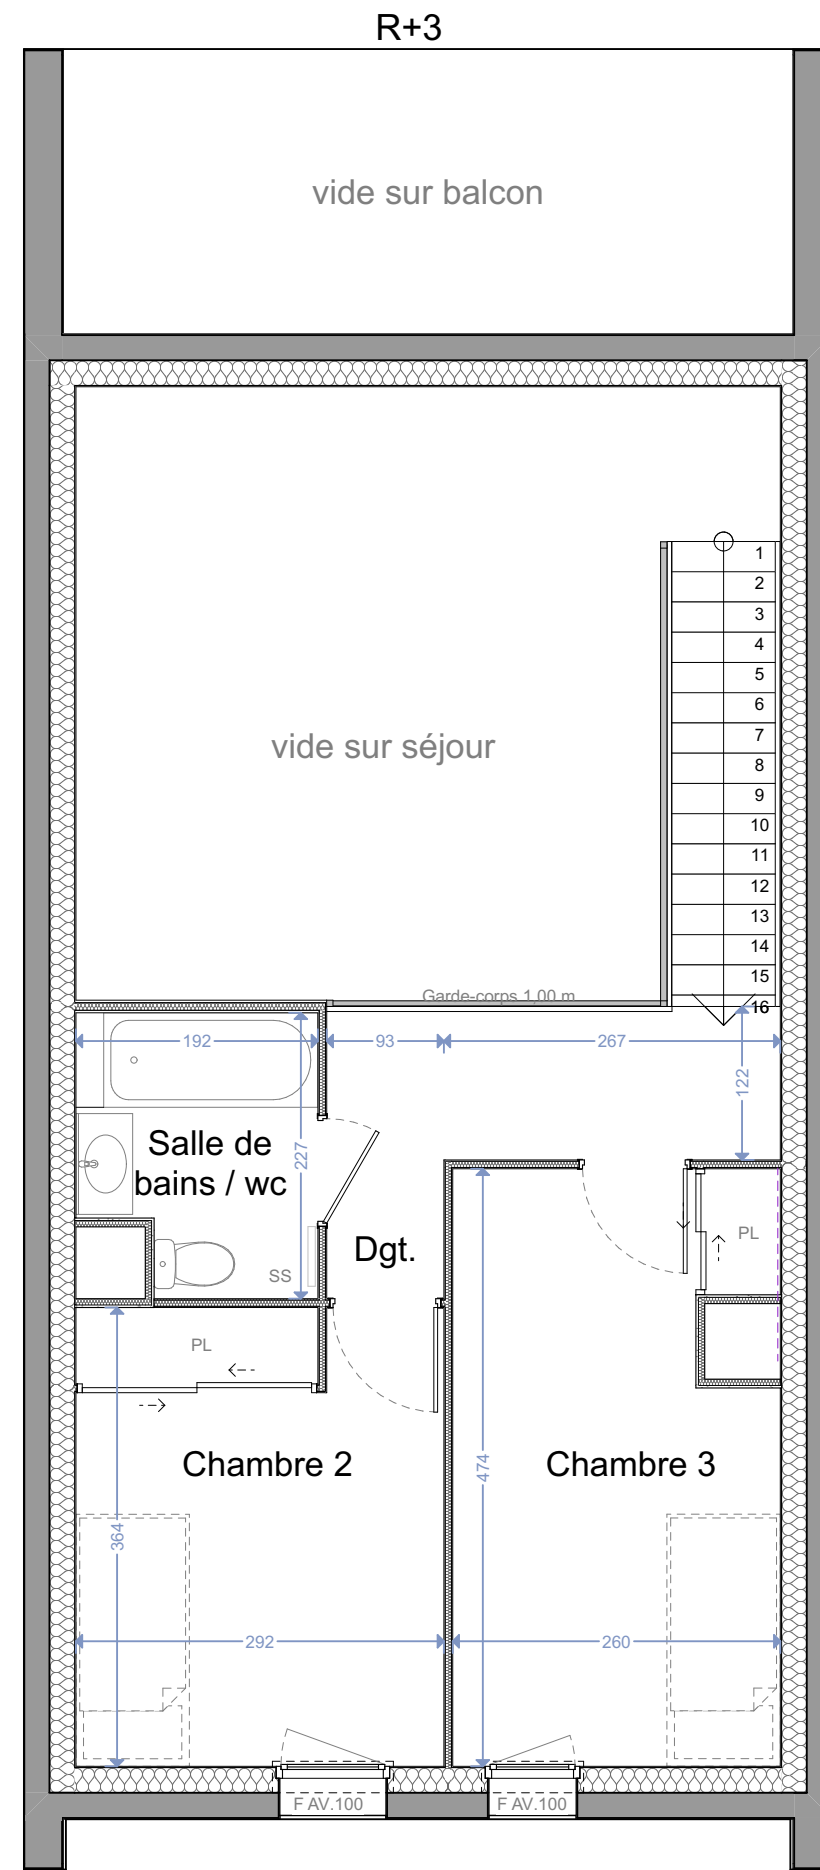 R+3
vide sur balcon
1
2
3
4
5
6
7
vide sur séjour
8
9
10
11
12
13
14
15
Garde-corps 1,00 m
16
192
93
267
122
Salle de
bains / wc
227
PL
Dgt.
SS
PL
Chambre 2
Chambre 3
474
364
292
260
F AV.100
F AV.100